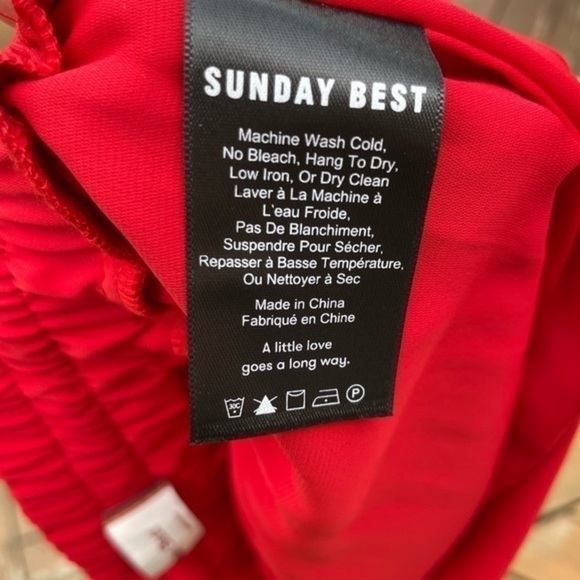 SUNDAY BEST
Machine Wash Cold,
No Bleach, Hang To Dry,
Low Iron, Or Dry Clean
Laver à La Machine à
L'eau Froide,
Pas De Blanchiment,
Suspendre Pour Sécher,
Repasser à Basse Température,
Ou Nettoyer à Sec
Made in China
Fabriqué en Chine
A little love
goes a long way.
30C
P